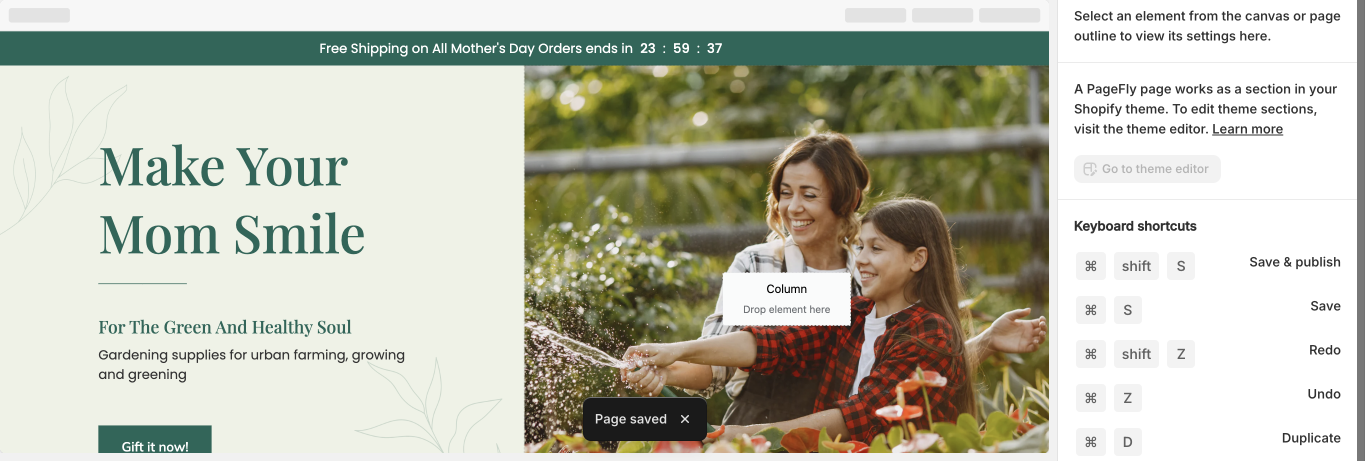 Free Shipping on All Mother's Day Orders ends in 23 : 59 : 37
Make Your
Mom Smile
For The Green And Healthy Soul
Gardening supplies for urban farming, growing
and greening
Gift it now!
Column
Drop element here
Page saved ✕
Select an element from the canvas or page
outline to view its settings here.
A PageFly page works as a section in your
Shopify theme. To edit theme sections,
visit the theme editor. Learn more
Go to theme editor
Keyboard shortcuts
⌘ shift S Save & publish
⌘ S Save
⌘ shift Z Redo
⌘ Z Undo
⌘ D Duplicate